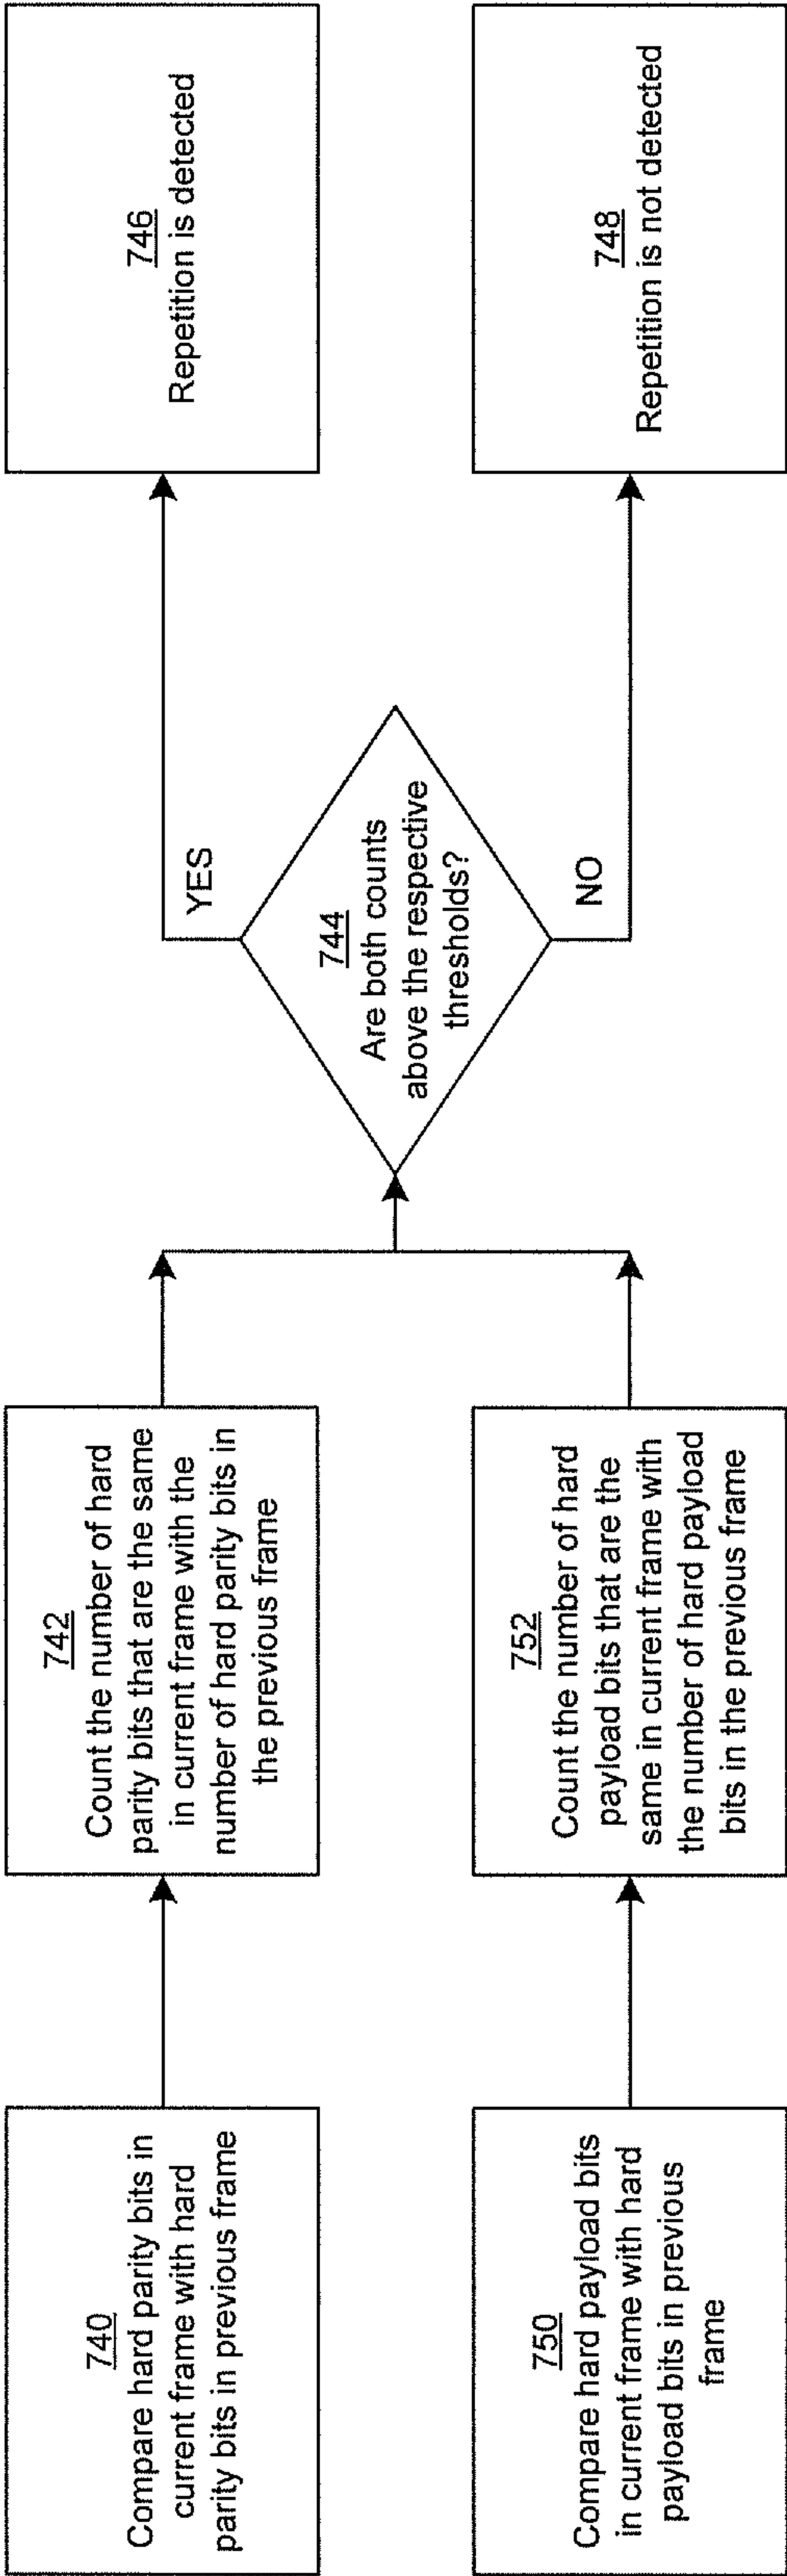 740
Compare hard parity bits in
current frame with hard
parity bits in previous frame
742
Count the number of hard
parity bits that are the same
in current frame with the
number of hard parity bits in
the previous frame
750
Compare hard payload bits
in current frame with hard
payload bits in previous
frame
752
Count the number of hard
payload bits that are the
same in current frame with
the number of hard payload
bits in the previous frame
744
Are both counts
above the respective
thresholds?
YES
NO
746
Repetition is detected
748
Repetition is not detected